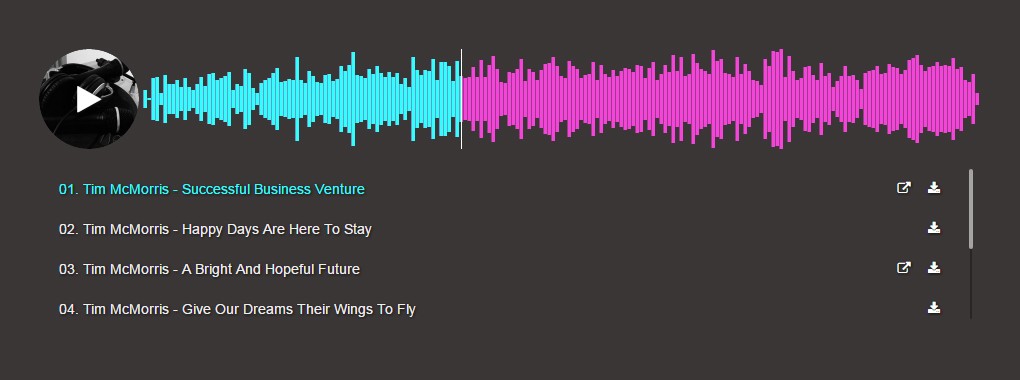 01. Tim McMorris - Successful Business Venture
02. Tim McMorris - Happy Days Are Here To Stay
03. Tim McMorris - A Bright And Hopeful Future
04. Tim McMorris - Give Our Dreams Their Wings To Fly